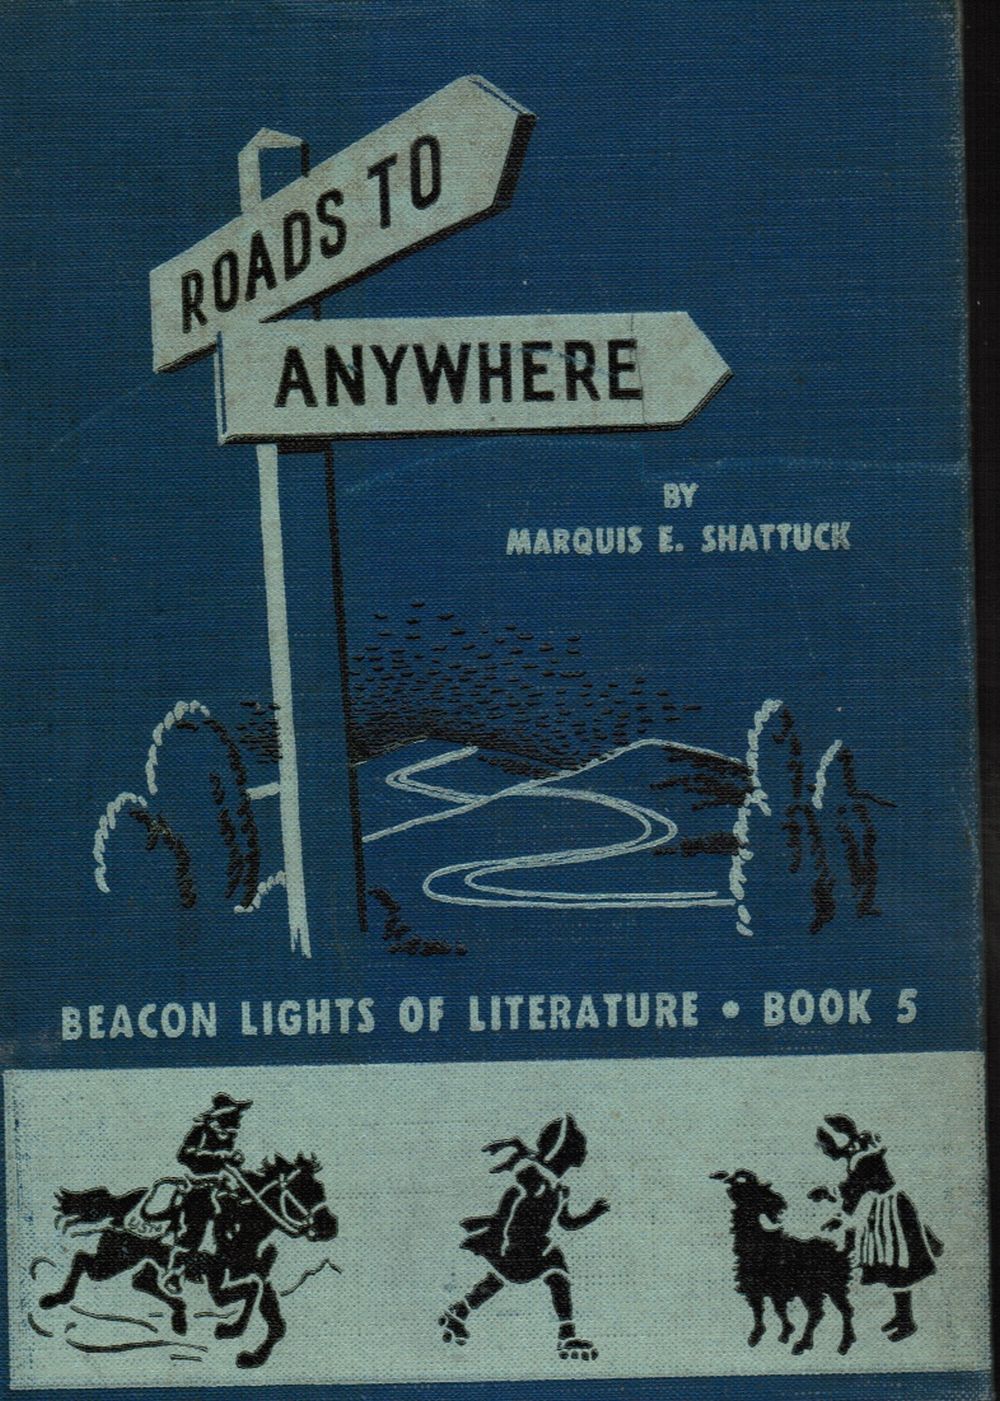 ROADS TO
ANYWHERE
BY
MARQUIS E. SHATTUCK
BEACON LIGHTS OF LITERATURE • BOOK 5